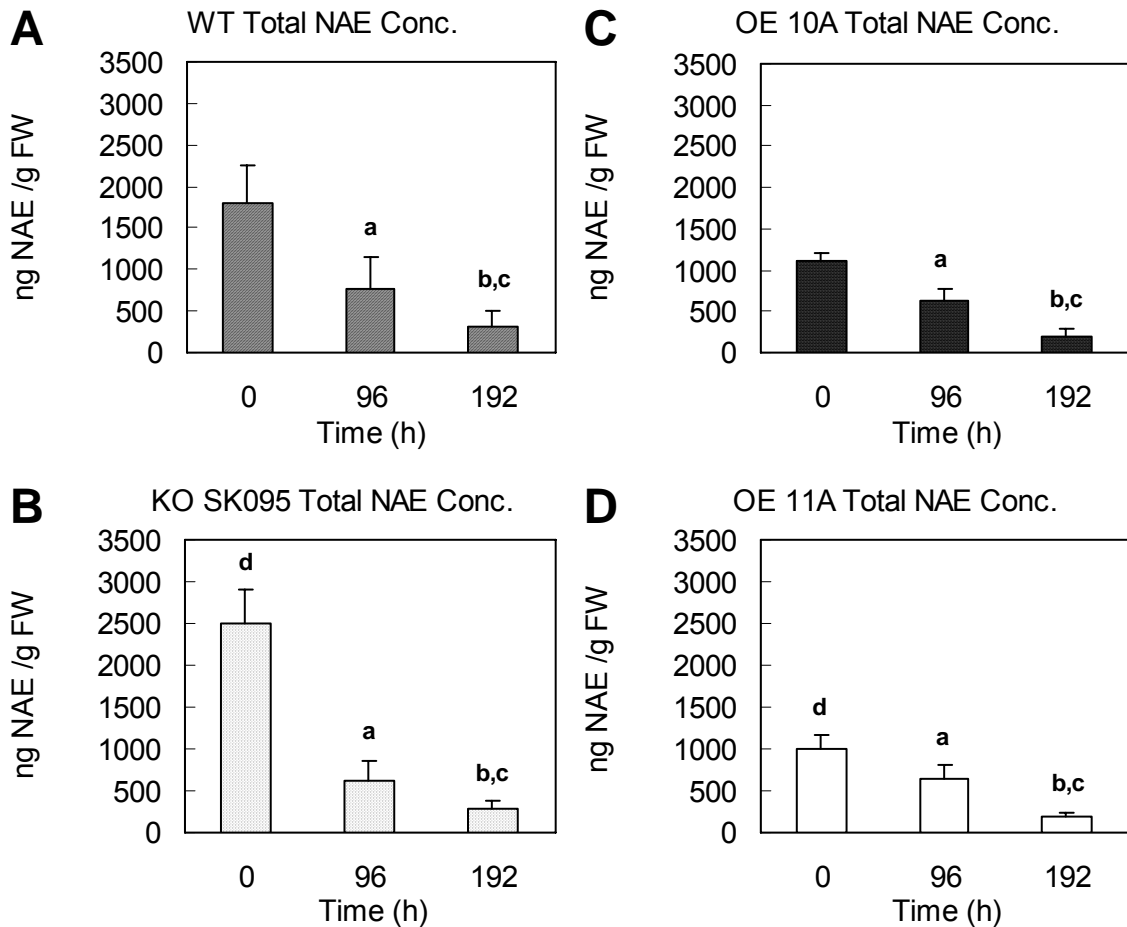 A
WT Total NAE Conc.
ng NAE /g FW
3500
3000
2500
2000
1500
1000
500
0
a
b,c
0 96 192
Time (h)
C
OE 10A Total NAE Conc.
ng NAE /g FW
3500
3000
2500
2000
1500
1000
500
0
a
b,c
0 96 192
Time (h)
B
KO SK095 Total NAE Conc.
ng NAE /g FW
3500
3000
2500
2000
1500
1000
500
0
d
a
b,c
0 96 192
Time (h)
D
OE 11A Total NAE Conc.
ng NAE /g FW
3500
3000
2500
2000
1500
1000
500
0
d
a
b,c
0 96 192
Time (h)